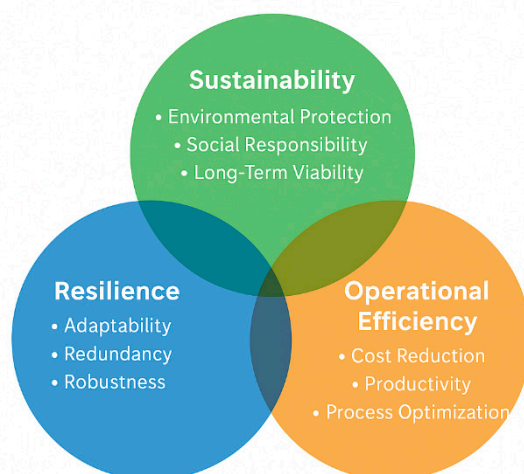 Sustainability
• Environmental Protection
• Social Responsibility
• Long-Term Viability
Resilience
• Adaptability
• Redundancy
• Robustness
Operational
Efficiency
• Cost Reduction
• Productivity
• Process Optimization